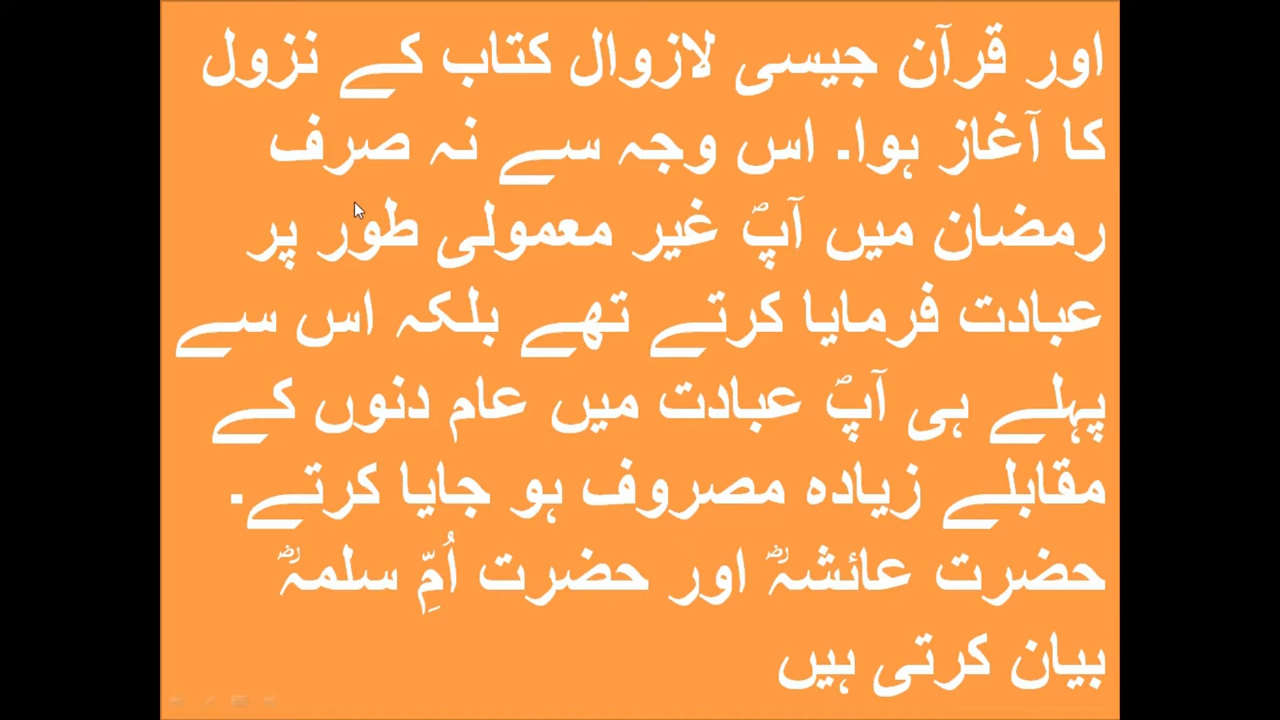 اور قرآن جیسی لازوال کتاب کے نزول
کا آغاز ہوا۔ اس وجہ سے نہ صرف
رمضان میں آپؐ غیر معمولی طور پر
عبادت فرمایا کرتے تھے بلکہ اس سے
پہلے ہی آپؐ عبادت میں عام دنوں کے
مقابلے زیادہ مصروف ہو جایا کرتے۔
حضرت عائشہؓ اور حضرت اُمِّ سلمہؓ
بیان کرتی ہیں